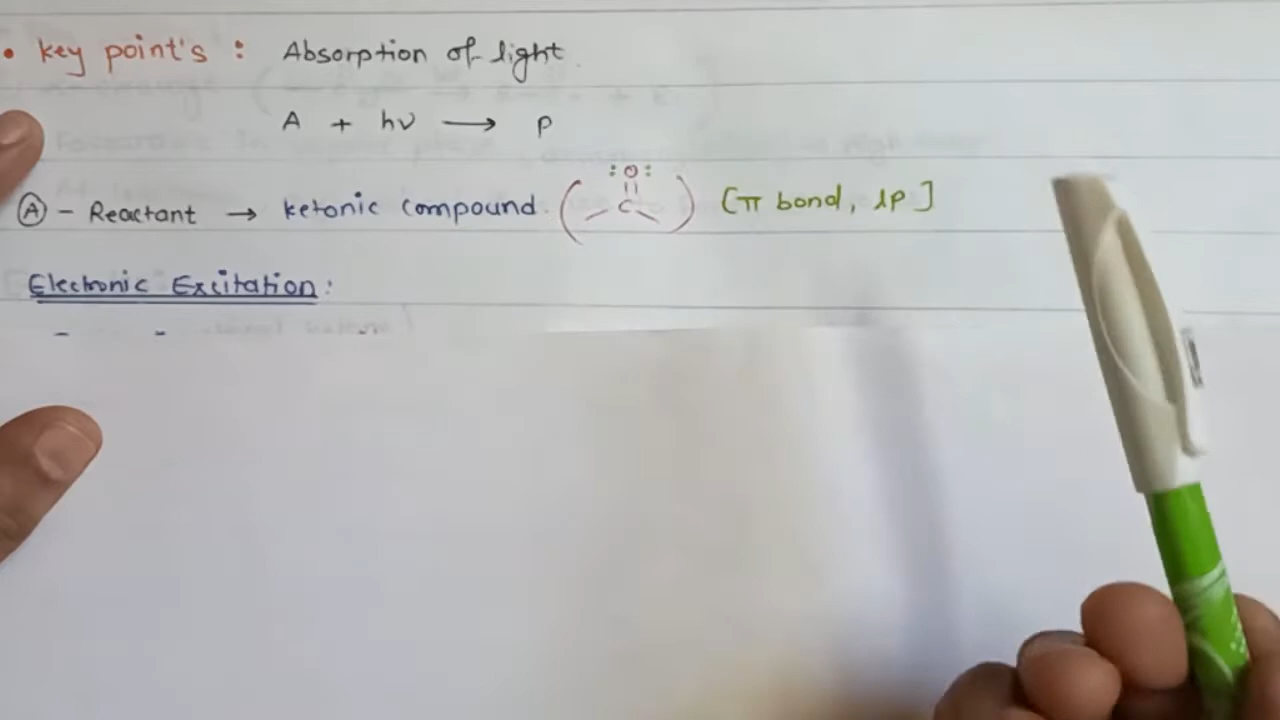 • key point's : Absorption of light
A + hν ⟶ P
Ⓐ - Reactant → ketonic compound. ( :O: || C ) [π bond, lp]
Electronic Excitation: